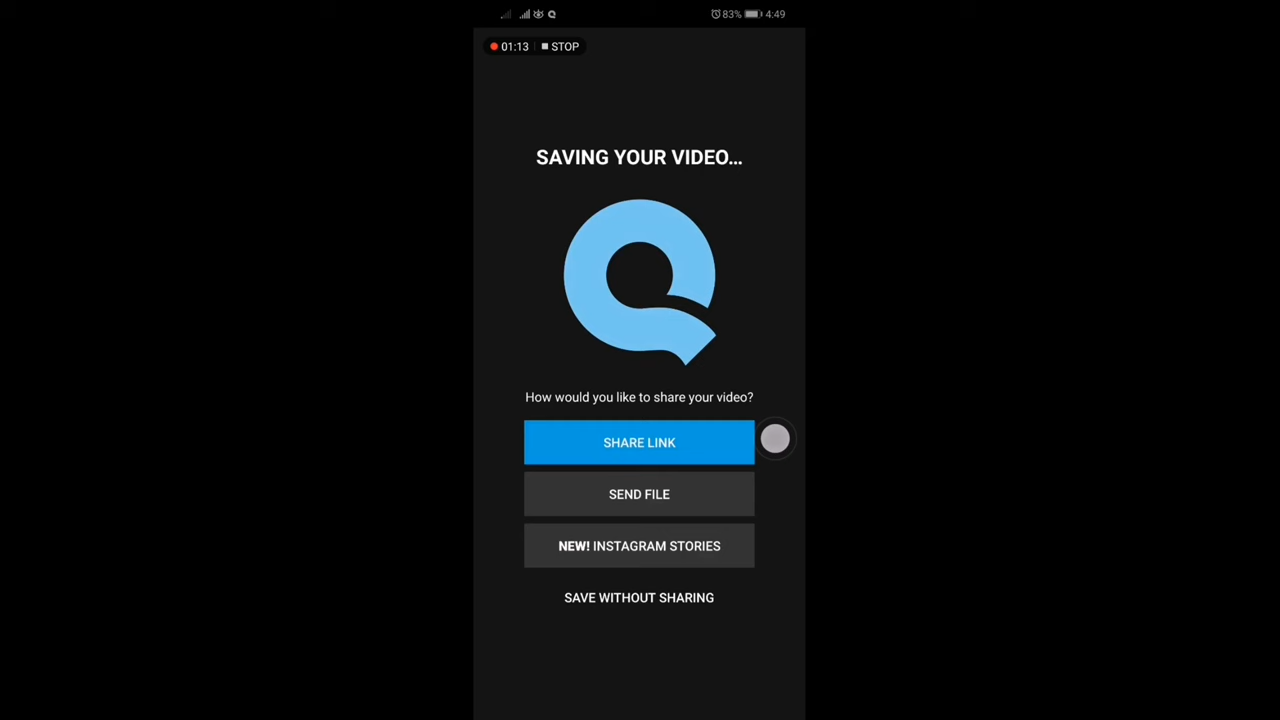 83% 4:49
01:13 STOP
SAVING YOUR VIDEO...
How would you like to share your video?
SHARE LINK
SEND FILE
NEW! INSTAGRAM STORIES
SAVE WITHOUT SHARING